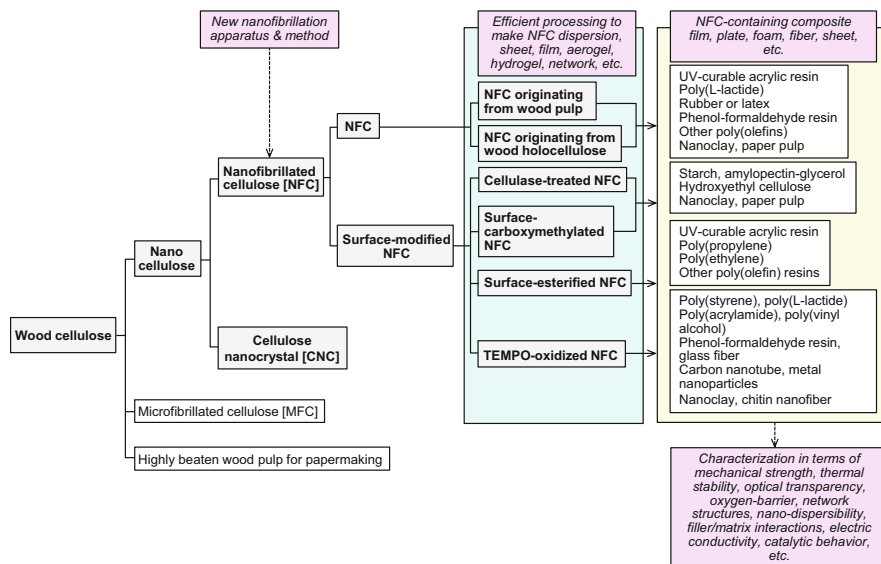 New nanofibrillation
apparatus & method
Efficient processing to
make NFC dispersion,
sheet, film, aerogel,
hydrogel, network, etc.
NFC-containing composite
film, plate, foam, fiber, sheet,
etc.
Wood cellulose
Nano
cellulose
Nanofibrillated
cellulose [NFC]
Cellulose
nanocrystal [CNC]
Microfibrillated cellulose [MFC]
Highly beaten wood pulp for papermaking
NFC
Surface-modified
NFC
NFC originating
from wood pulp
NFC originating from
wood holocellulose
Cellulase-treated NFC
Surface-
carboxymethylated
NFC
Surface-esterified NFC
TEMPO-oxidized NFC
UV-curable acrylic resin
Poly(L-lactide)
Rubber or latex
Phenol-formaldehyde resin
Other poly(olefins)
Nanoclay, paper pulp
Starch, amylopectin-glycerol
Hydroxyethyl cellulose
Nanoclay, paper pulp
UV-curable acrylic resin
Poly(propylene)
Poly(ethylene)
Other poly(olefin) resins
Poly(styrene), poly(L-lactide)
Poly(acrylamide), poly(vinyl
alcohol)
Phenol-formaldehyde resin,
glass fiber
Carbon nanotube, metal
nanoparticles
Nanoclay, chitin nanofiber
Characterization in terms of
mechanical strength, thermal
stability, optical transparency,
oxygen-barrier, network
structures, nano-dispersibility,
filler/matrix interactions, electric
conductivity, catalytic behavior,
etc.